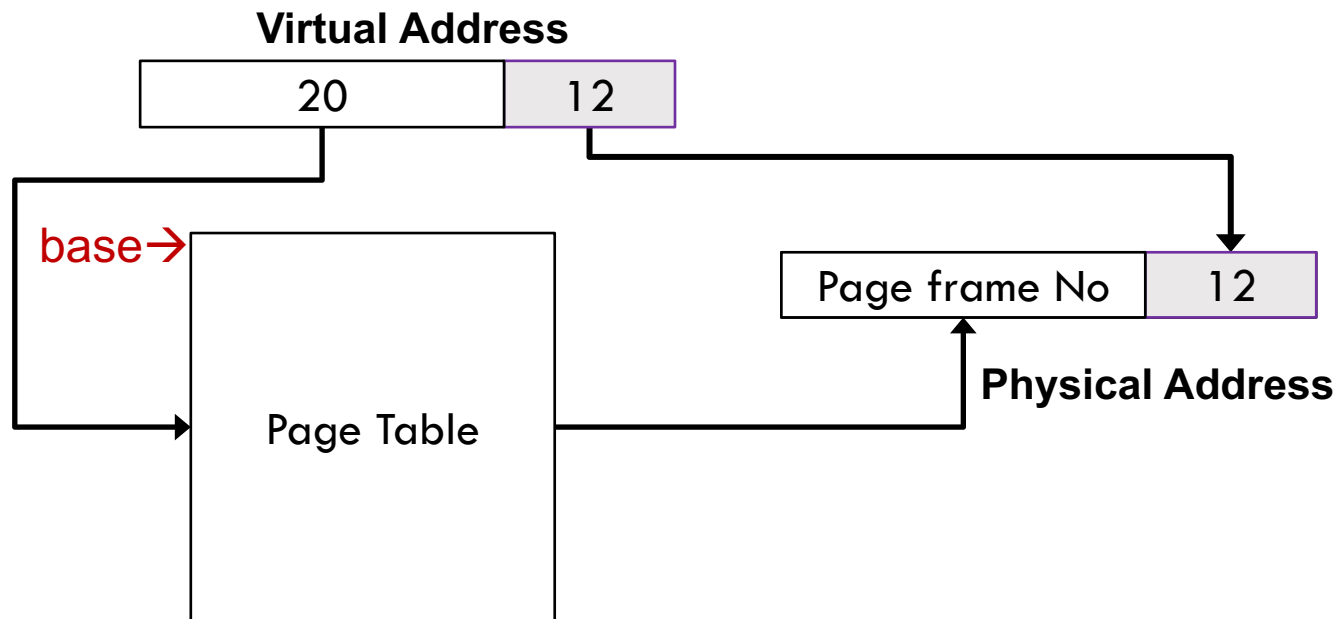 Virtual Address
20 12
base→
Page frame No 12
Physical Address
Page Table